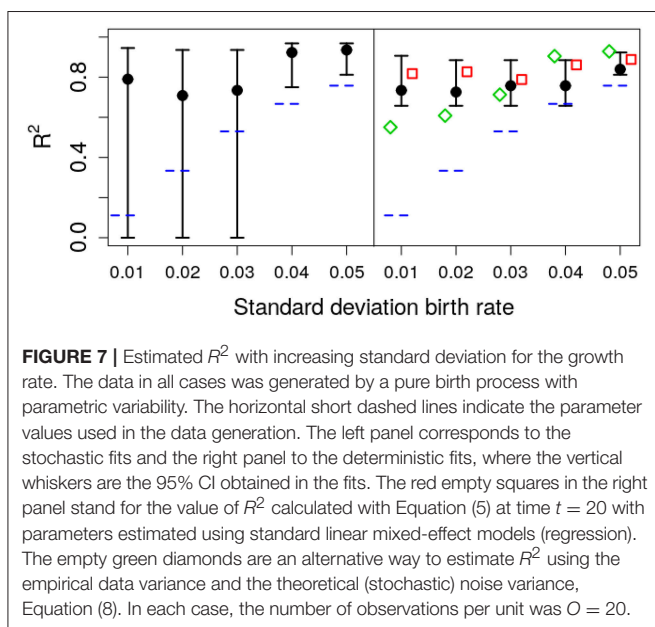 R²
0.0
0.4
0.8
0.01 0.02 0.03 0.04 0.05 0.01 0.02 0.03 0.04 0.05
Standard deviation birth rate
FIGURE 7 | Estimated R² with increasing standard deviation for the growth
rate. The data in all cases was generated by a pure birth process with
parametric variability. The horizontal short dashed lines indicate the parameter
values used in the data generation. The left panel corresponds to the
stochastic fits and the right panel to the deterministic fits, where the vertical
whiskers are the 95% CI obtained in the fits. The red empty squares in the right
panel stand for the value of R² calculated with Equation (5) at time t = 20 with
parameters estimated using standard linear mixed-effect models (regression).
The empty green diamonds are an alternative way to estimate R² using the
empirical data variance and the theoretical (stochastic) noise variance,
Equation (8). In each case, the number of observations per unit was O = 20.